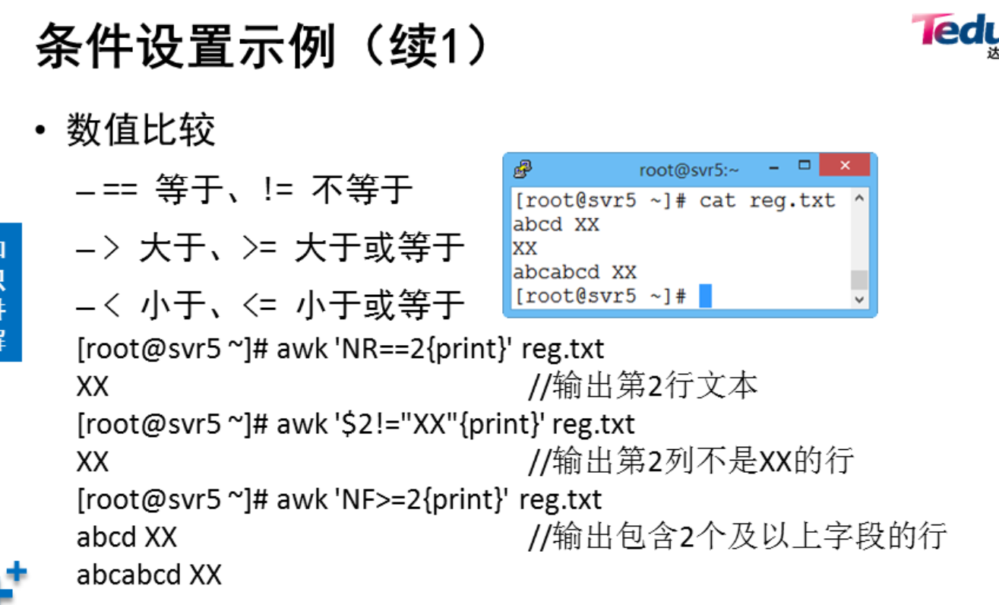 条件设置示例（续1）
Tedu
达
• 数值比较
– == 等于、!= 不等于
– > 大于、>= 大于或等于
– < 小于、<= 小于或等于
root@svr5:~
[root@svr5 ~]# cat reg.txt
abcd XX
XX
abcabcd XX
[root@svr5 ~]#
[root@svr5 ~]# awk 'NR==2{print}' reg.txt
XX //输出第2行文本
[root@svr5 ~]# awk '$2!="XX"{print}' reg.txt
XX //输出第2列不是XX的行
[root@svr5 ~]# awk 'NF>=2{print}' reg.txt
abcd XX //输出包含2个及以上字段的行
abcabcd XX